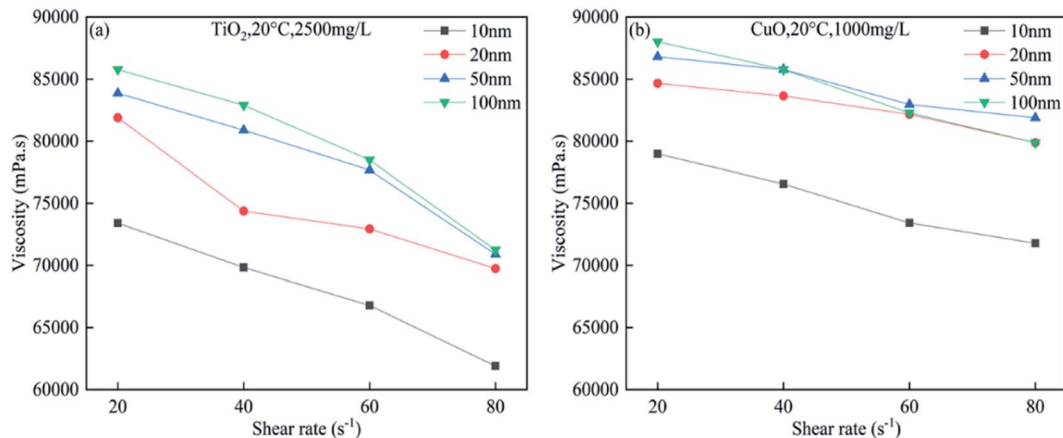 (a) TiO₂,20°C,2500mg/L
10nm
20nm
50nm
100nm
90000
85000
80000
75000
70000
65000
60000
Viscosity (mPa.s)
20 40 60 80
Shear rate (s⁻¹)
(b) CuO,20°C,1000mg/L
10nm
20nm
50nm
100nm
90000
85000
80000
75000
70000
65000
60000
Viscosity (mPa.s)
20 40 60 80
Shear rate (s⁻¹)